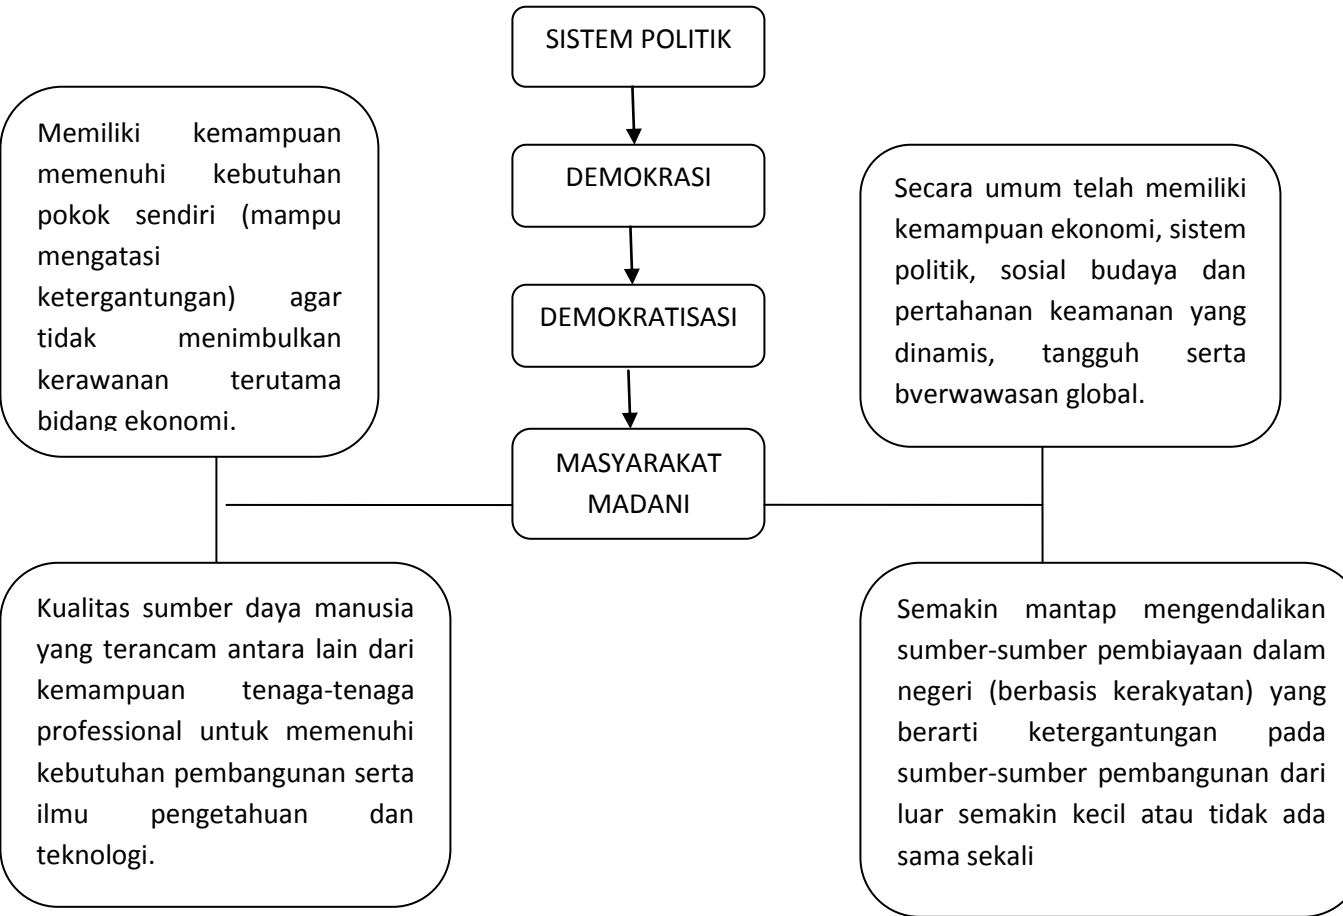 SISTEM POLITIK
DEMOKRASI
DEMOKRATISASI
MASYARAKAT
MADANI
Memiliki kemampuan
memenuhi kebutuhan
pokok sendiri (mampu
mengatasi
ketergantungan) agar
tidak menimbulkan
kerawanan terutama
bidang ekonomi.
Secara umum telah memiliki
kemampuan ekonomi, sistem
politik, sosial budaya dan
pertahanan keamanan yang
dinamis, tangguh serta
bverwawasan global.
Kualitas sumber daya manusia
yang terancam antara lain dari
kemampuan tenaga-tenaga
professional untuk memenuhi
kebutuhan pembangunan serta
ilmu pengetahuan dan
teknologi.
Semakin mantap mengendalikan
sumber-sumber pembiayaan dalam
negeri (berbasis kerakyatan) yang
berarti ketergantungan pada
sumber-sumber pembangunan dari
luar semakin kecil atau tidak ada
sama sekali